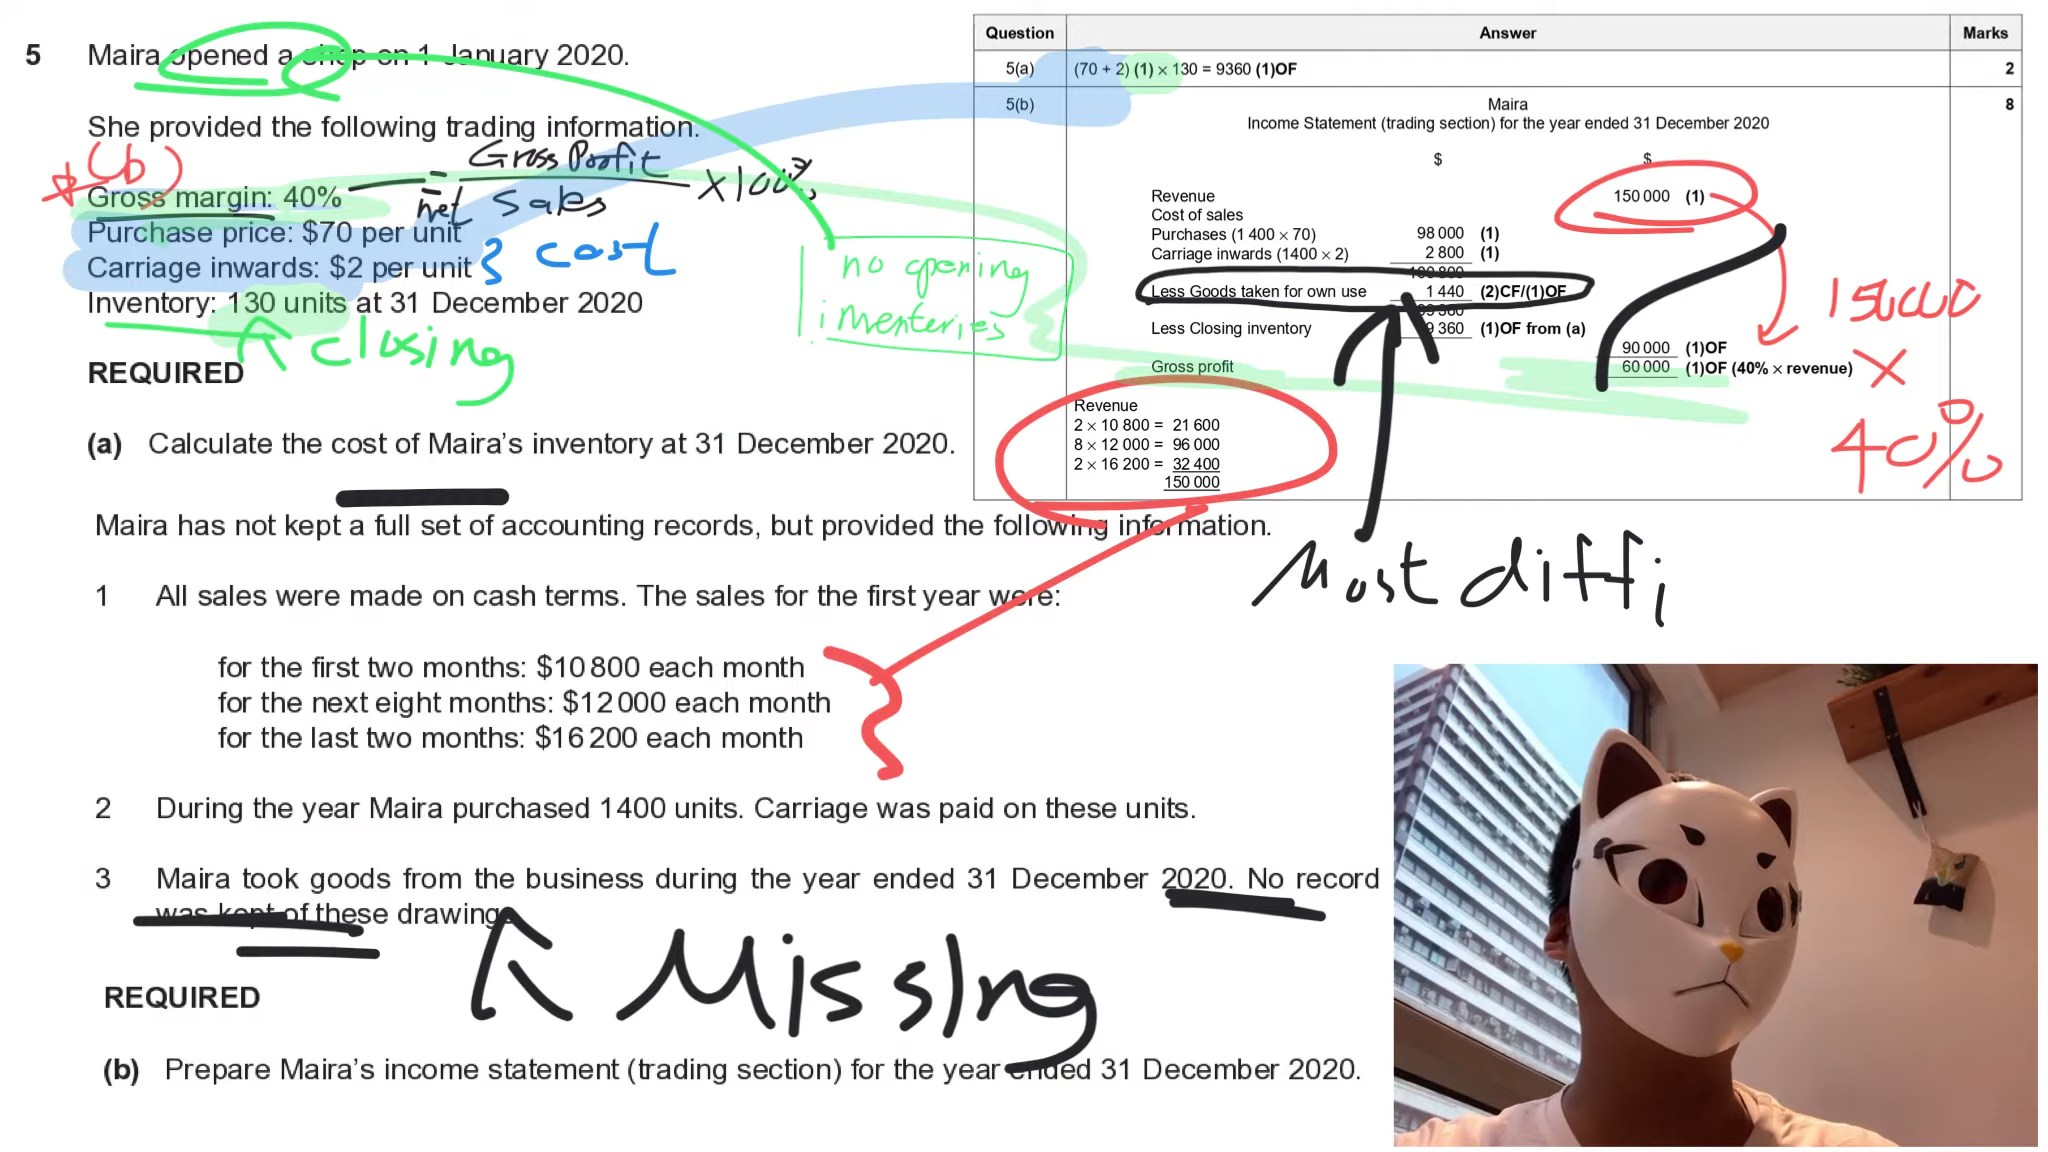 5 Maira opened a shop on 1 January 2020.
She provided the following trading information.
(b)
Gross margin: 40% = Gross Profit / net Sales ×100%
Purchase price: $70 per unit
Carriage inwards: $2 per unit
cost
Inventory: 130 units at 31 December 2020
closing
no opening
inventories
REQUIRED
(a) Calculate the cost of Maira's inventory at 31 December 2020.
Question Answer Marks
5(a) (70 + 2) (1) × 130 = 9360 (1)OF 2
5(b) Maira 8
Income Statement (trading section) for the year ended 31 December 2020
$ $
Revenue 150 000 (1)
Cost of sales
Purchases (1 400 × 70) 98 000 (1)
Carriage inwards (1400 × 2) 2 800 (1)
100 800
Less Goods taken for own use 1 440 (2)CF/(1)OF
99 360
Less Closing inventory 9 360 (1)OF from (a)
90 000 (1)OF
Gross profit 60 000 (1)OF (40% × revenue)
Revenue
2 × 10 800 = 21 600
8 × 12 000 = 96 000
2 × 16 200 = 32 400
150 000
×
40%
Most diffi
Maira has not kept a full set of accounting records, but provided the following information.
1 All sales were made on cash terms. The sales for the first year were:
for the first two months: $10 800 each month
for the next eight months: $12 000 each month
for the last two months: $16 200 each month
2 During the year Maira purchased 1400 units. Carriage was paid on these units.
3 Maira took goods from the business during the year ended 31 December 2020. No record
was kept of these drawings
Missing
REQUIRED
(b) Prepare Maira's income statement (trading section) for the year ended 31 December 2020.